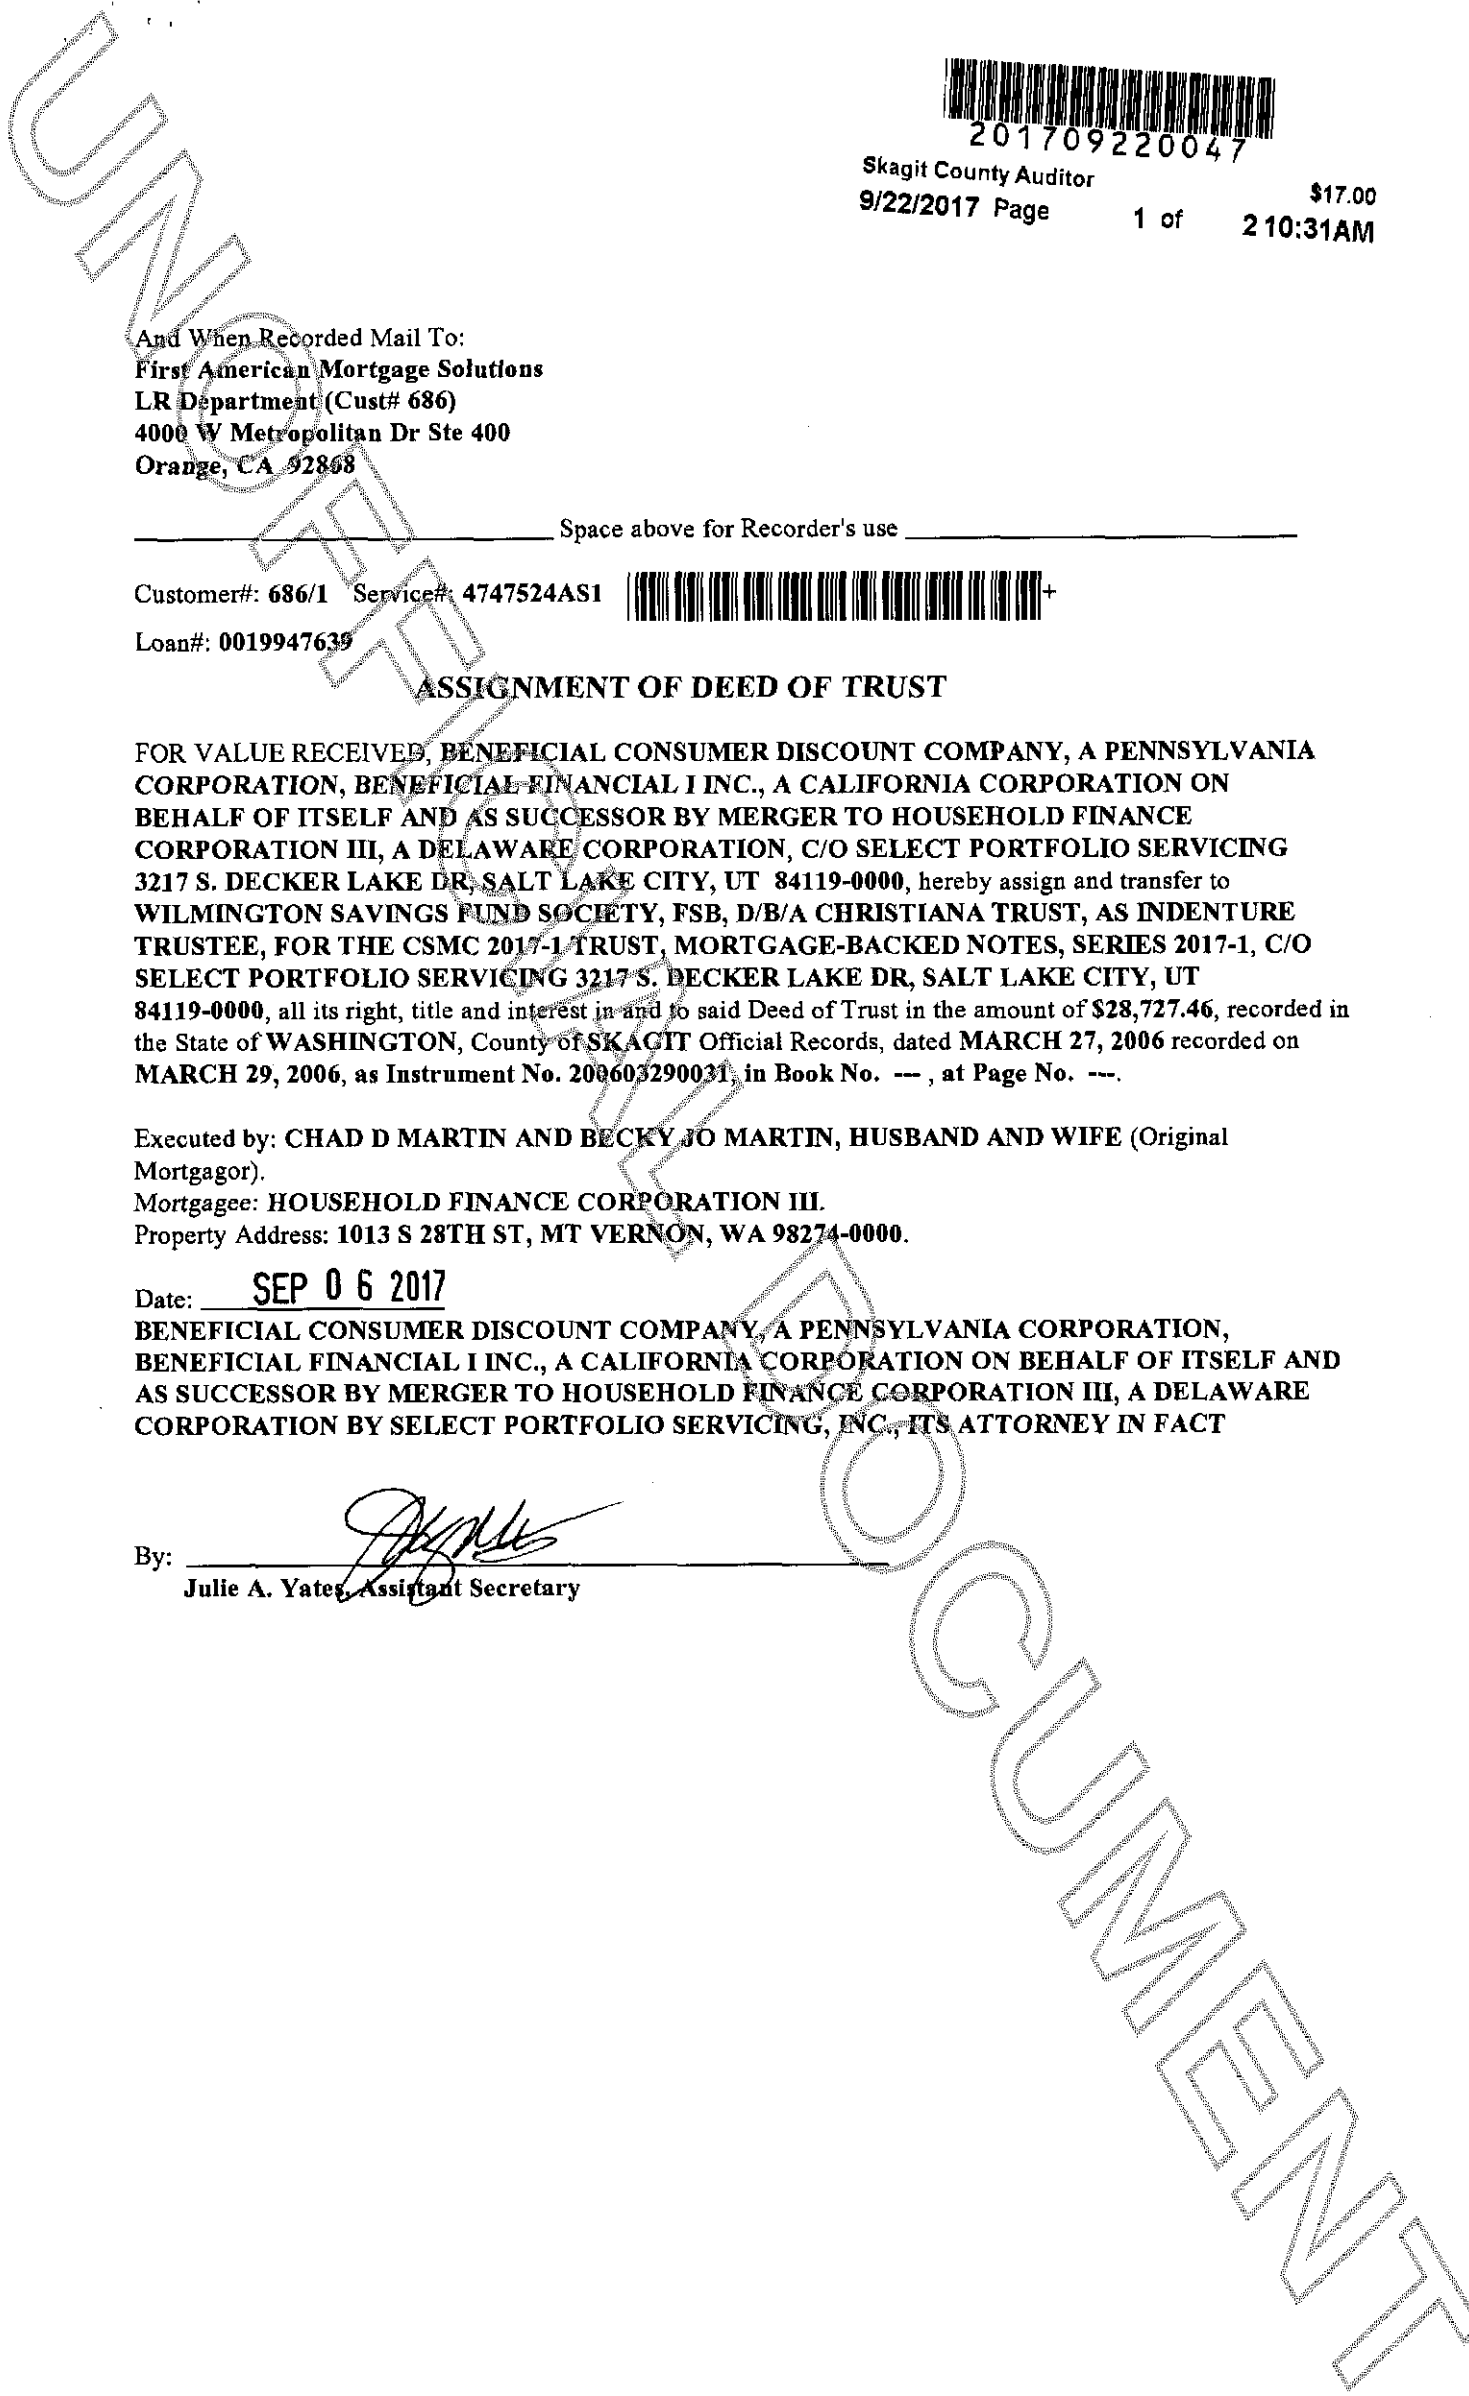 201709220047
Skagit County Auditor
$17.00
9/22/2017 Page 1 of 2 10:31AM
And When Recorded Mail To:
First American Mortgage Solutions
LR Department (Cust# 686)
4000 W Metropolitan Dr Ste 400
Orange, CA 92868
Space above for Recorder's use
Customer#: 686/1 Service#: 4747524AS1
+
Loan#: 0019947639
ASSIGNMENT OF DEED OF TRUST
FOR VALUE RECEIVED, BENEFICIAL CONSUMER DISCOUNT COMPANY, A PENNSYLVANIA
CORPORATION, BENEFICIAL FINANCIAL I INC., A CALIFORNIA CORPORATION ON
BEHALF OF ITSELF AND AS SUCCESSOR BY MERGER TO HOUSEHOLD FINANCE
CORPORATION III, A DELAWARE CORPORATION, C/O SELECT PORTFOLIO SERVICING
3217 S. DECKER LAKE DR, SALT LAKE CITY, UT 84119-0000, hereby assign and transfer to
WILMINGTON SAVINGS FUND SOCIETY, FSB, D/B/A CHRISTIANA TRUST, AS INDENTURE
TRUSTEE, FOR THE CSMC 2017-1 TRUST, MORTGAGE-BACKED NOTES, SERIES 2017-1, C/O
SELECT PORTFOLIO SERVICING 3217 S. DECKER LAKE DR, SALT LAKE CITY, UT
84119-0000, all its right, title and interest in and to said Deed of Trust in the amount of $28,727.46, recorded in
the State of WASHINGTON, County of SKAGIT Official Records, dated MARCH 27, 2006 recorded on
MARCH 29, 2006, as Instrument No. 200603290031, in Book No. --- , at Page No. ---.
Executed by: CHAD D MARTIN AND BECKY JO MARTIN, HUSBAND AND WIFE (Original
Mortgagor).
Mortgagee: HOUSEHOLD FINANCE CORPORATION III.
Property Address: 1013 S 28TH ST, MT VERNON, WA 98274-0000.
Date: SEP 06 2017
BENEFICIAL CONSUMER DISCOUNT COMPANY, A PENNSYLVANIA CORPORATION,
BENEFICIAL FINANCIAL I INC., A CALIFORNIA CORPORATION ON BEHALF OF ITSELF AND
AS SUCCESSOR BY MERGER TO HOUSEHOLD FINANCE CORPORATION III, A DELAWARE
CORPORATION BY SELECT PORTFOLIO SERVICING, INC., ITS ATTORNEY IN FACT
By:
Julie A. Yates, Assistant Secretary
UNOFFICIAL DOCUMENT